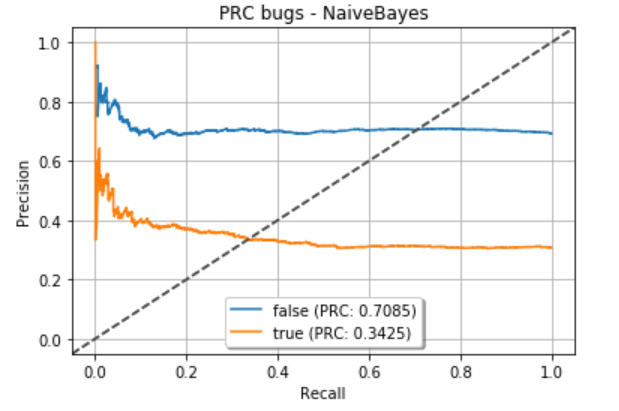 PRC bugs - NaiveBayes
1.0
0.8
0.6
0.4
0.2
0.0
Precision
false (PRC: 0.7085)
true (PRC: 0.3425)
0.0 0.2 0.4 0.6 0.8 1.0
Recall